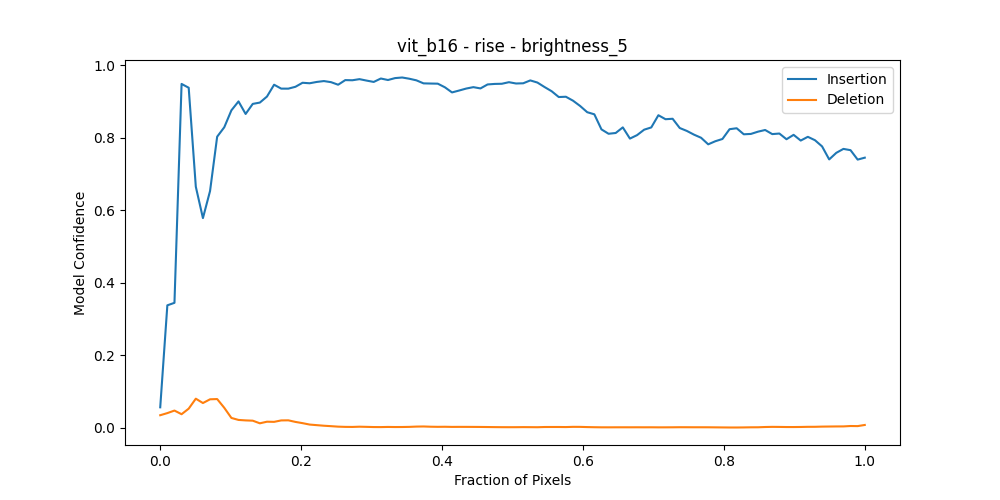 vit_b16 - rise - brightness_5
Insertion
Deletion
Model Confidence
1.0
0.8
0.6
0.4
0.2
0.0
0.0 0.2 0.4 0.6 0.8 1.0
Fraction of Pixels